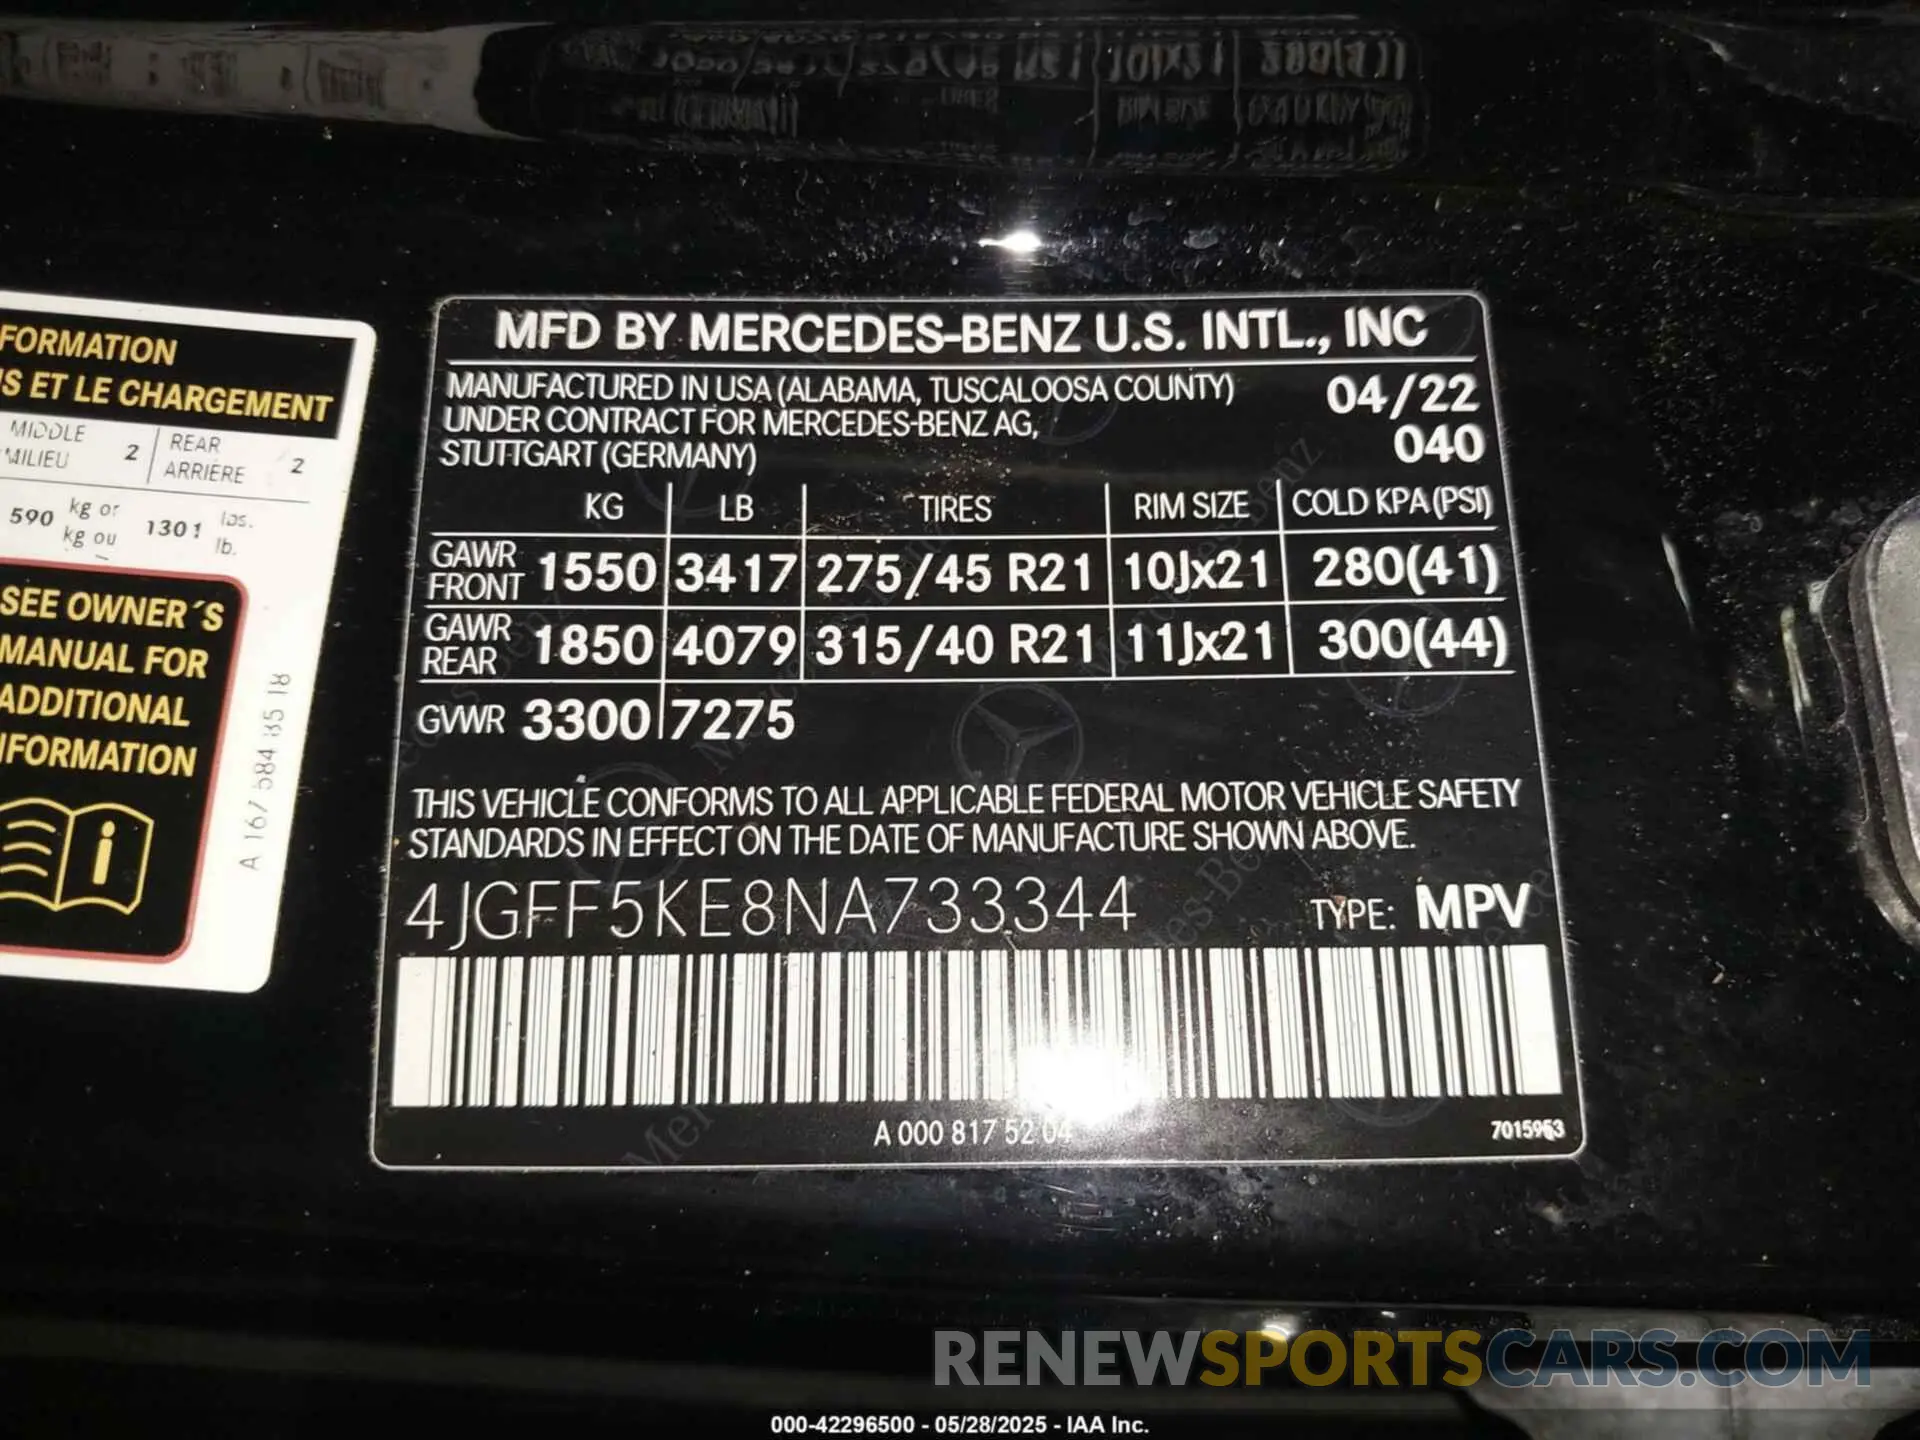 FORMATION
S ET LE CHARGEMENT
MIDDLE 2 REAR 2
MILIEU ARRIÈRE
590 kg or 1301 lbs.
kg ou lb.
SEE OWNER´S
MANUAL FOR
ADDITIONAL
FORMATION
MFD BY MERCEDES-BENZ U.S. INTL., INC
MANUFACTURED IN USA (ALABAMA, TUSCALOOSA COUNTY) 04/22
UNDER CONTRACT FOR MERCEDES-BENZ AG, 040
STUTTGART (GERMANY)
KG LB TIRES RIM SIZE COLD KPA (PSI)
GAWR FRONT 1550 3417 275/45 R21 10Jx21 280(41)
GAWR REAR 1850 4079 315/40 R21 11Jx21 300(44)
GVWR 3300 7275
THIS VEHICLE CONFORMS TO ALL APPLICABLE FEDERAL MOTOR VEHICLE SAFETY
STANDARDS IN EFFECT ON THE DATE OF MANUFACTURE SHOWN ABOVE.
4JGFF5KE8NA733344 TYPE: MPV
A 000 817 52 04
RENEWSPORTSCARS.COM
000-42296500 - 05/28/2025 - IAA Inc.